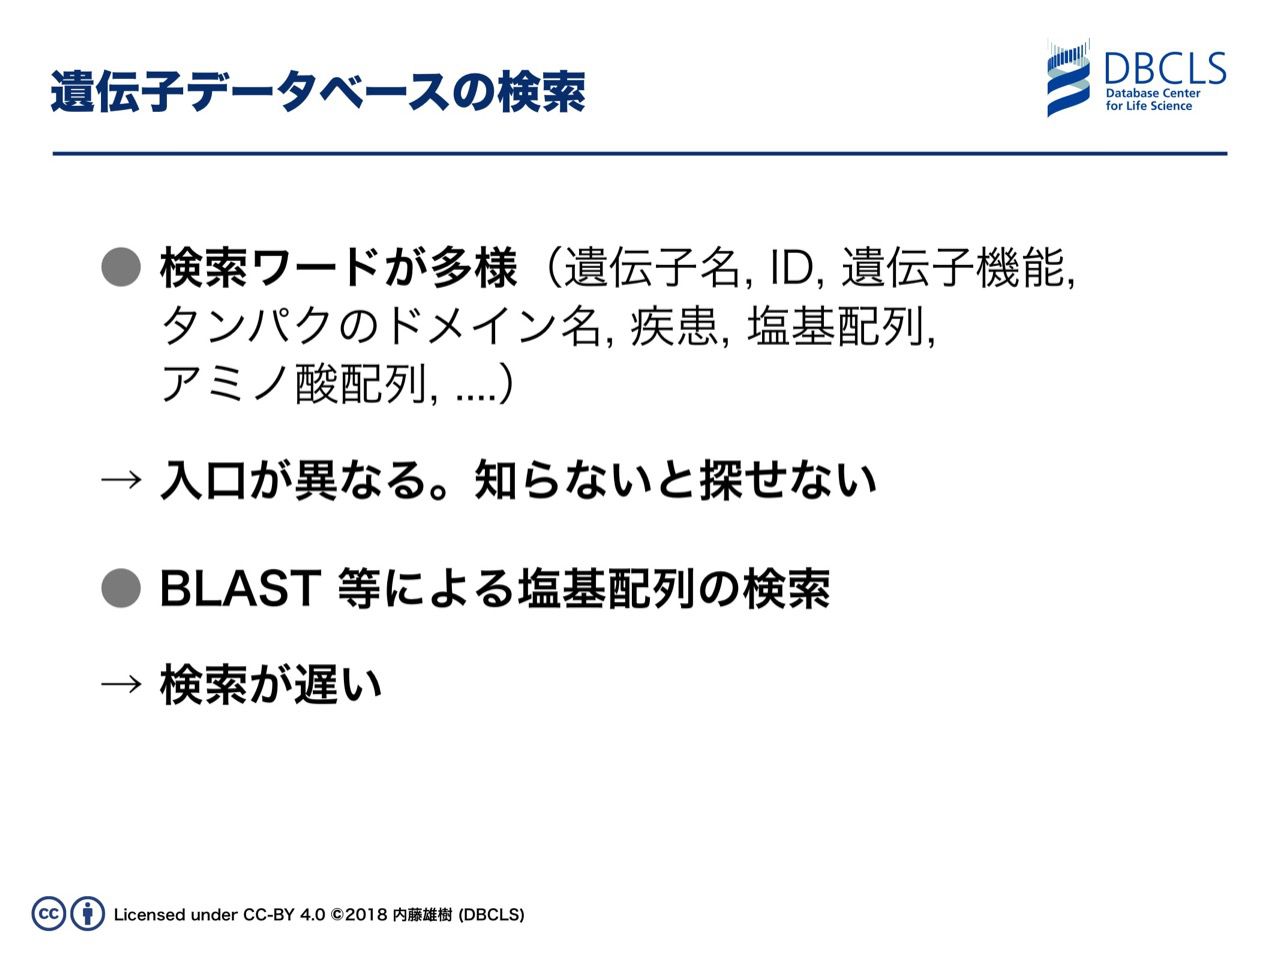 遺伝子データベースの検索
DBCLS
Database Center
for Life Science
● 検索ワードが多様（遺伝子名, ID, 遺伝子機能,
タンパクのドメイン名, 疾患, 塩基配列,
アミノ酸配列, ....）
→ 入口が異なる。知らないと探せない
● BLAST 等による塩基配列の検索
→ 検索が遅い
cc Licensed under CC-BY 4.0 ©2018 内藤雄樹 (DBCLS)